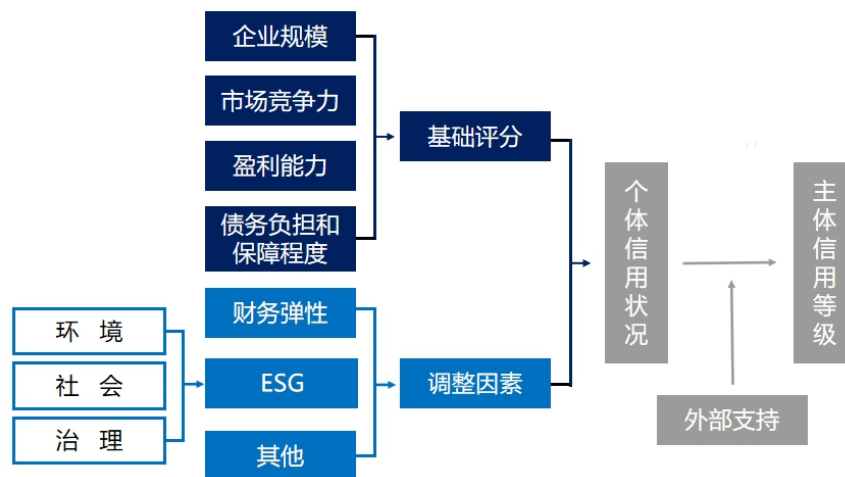 企业规模
市场竞争力
盈利能力
债务负担和
保障程度
基础评分
环 境
社 会
治 理
财务弹性
ESG
其他
调整因素
个体信用状况
外部支持
主体信用等级